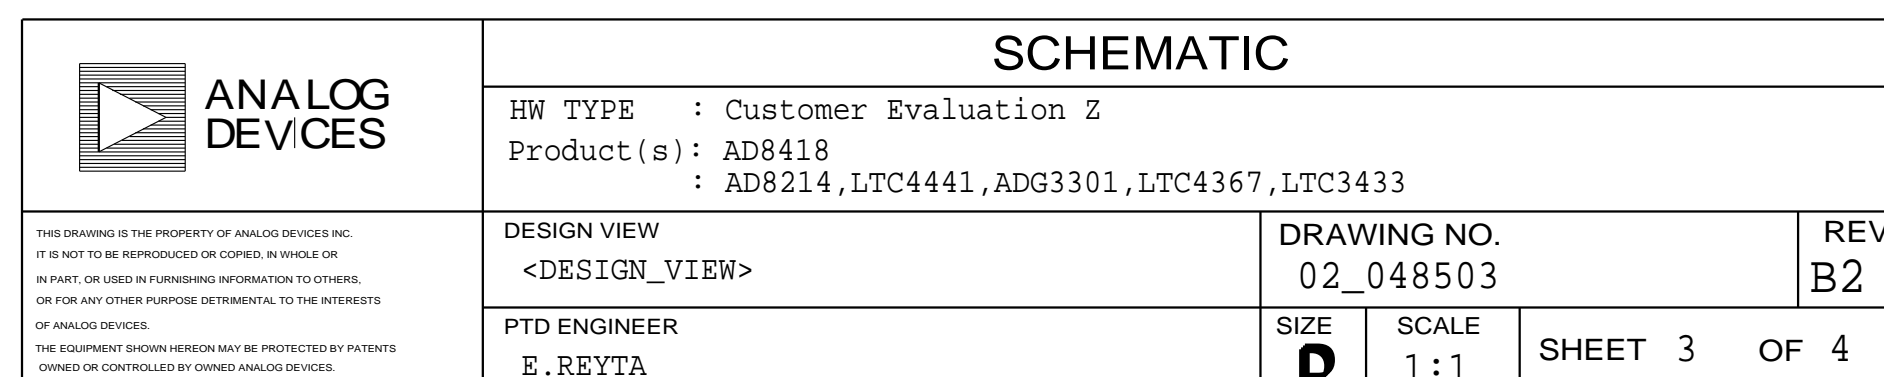 ANALOG
DEVICES
SCHEMATIC
HW TYPE : Customer Evaluation Z
Product(s): AD8418
: AD8214,LTC4441,ADG3301,LTC4367,LTC3433
THIS DRAWING IS THE PROPERTY OF ANALOG DEVICES INC.
IT IS NOT TO BE REPRODUCED OR COPIED, IN WHOLE OR
IN PART, OR USED IN FURNISHING INFORMATION TO OTHERS,
OR FOR ANY OTHER PURPOSE DETRIMENTAL TO THE INTERESTS
OF ANALOG DEVICES.
THE EQUIPMENT SHOWN HEREON MAY BE PROTECTED BY PATENTS
OWNED OR CONTROLLED BY OWNED ANALOG DEVICES.
DESIGN VIEW
<DESIGN_VIEW>
DRAWING NO.
02_048503
REV
B2
PTD ENGINEER
E.REYTA
SIZE
D
SCALE
1:1
SHEET 3 OF 4